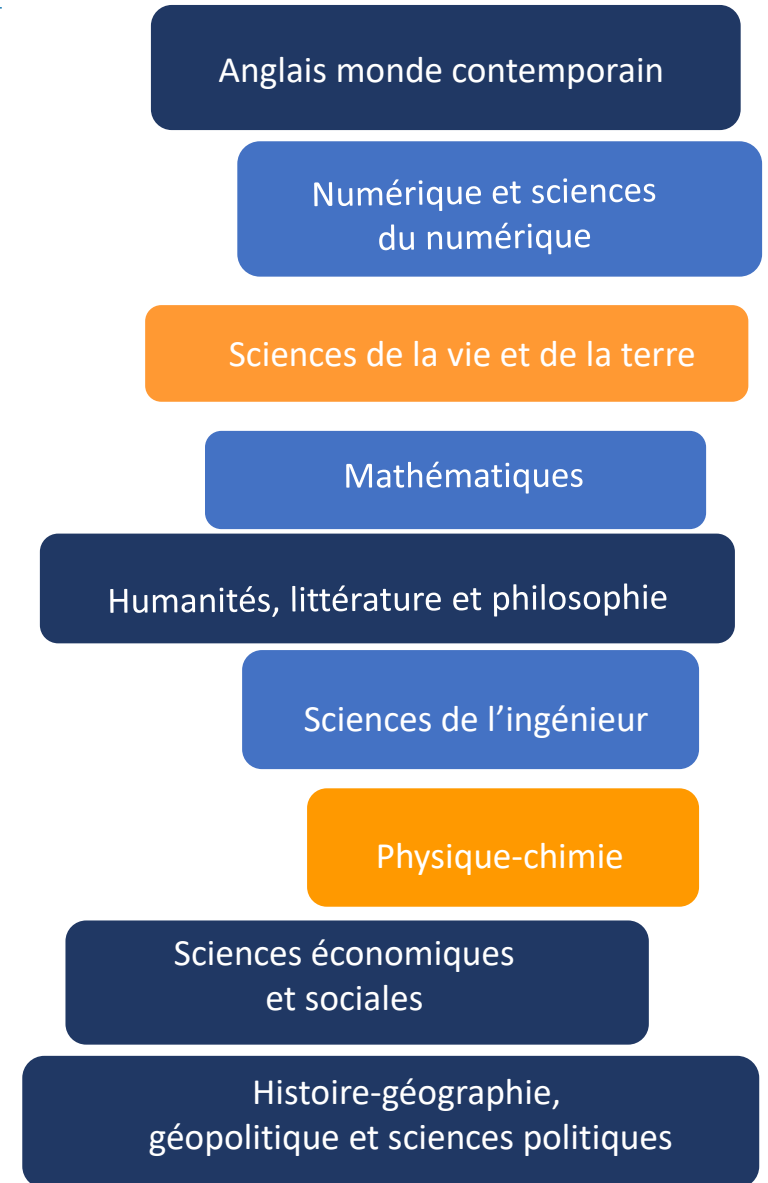 Anglais monde contemporain
Numérique et sciences
du numérique
Sciences de la vie et de la terre
Mathématiques
Humanités, littérature et philosophie
Sciences de l’ingénieur
Physique-chimie
Sciences économiques
et sociales
Histoire-géographie,
géopolitique et sciences politiques